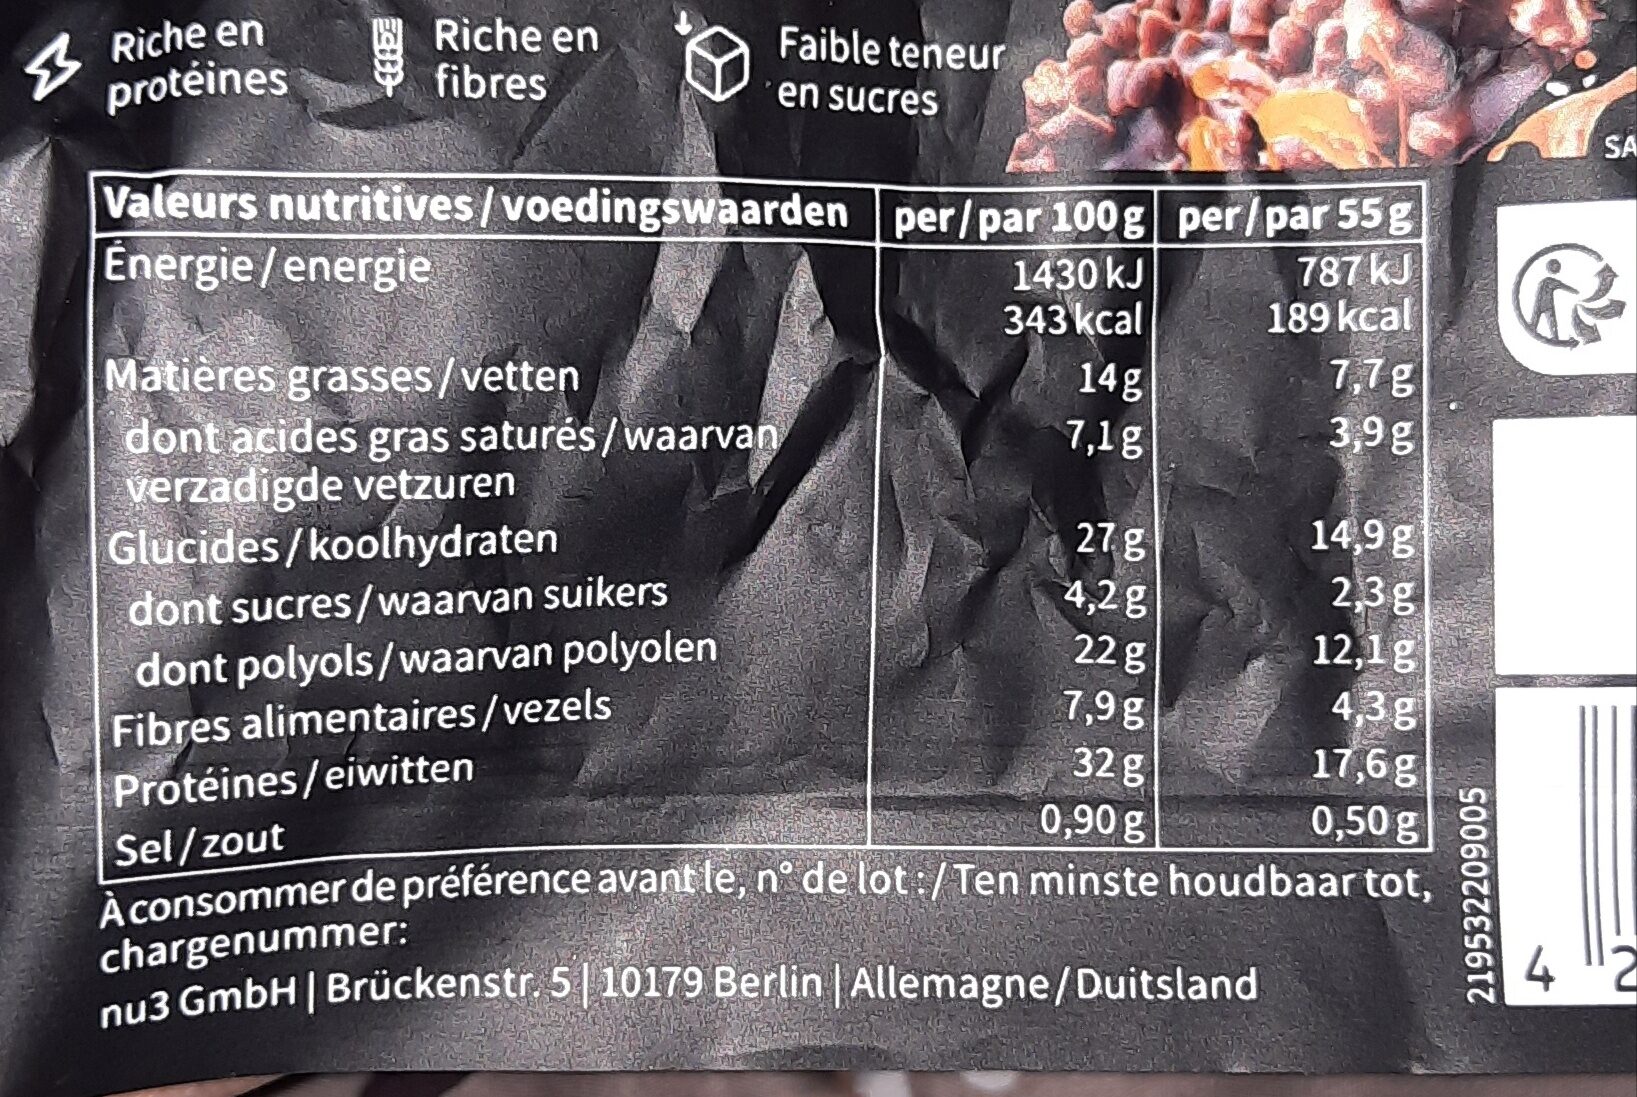 Riche en
protéines
Riche en
fibres
Faible teneur
en sucres
SA
Valeurs nutritives / voedingswaarden per/par 100 g per/par 55 g
Énergie / energie 1430 kJ 787 kJ
343 kcal 189 kcal
Matières grasses / vetten 14 g 7,7 g
dont acides gras saturés / waarvan 7,1 g 3,9 g
verzadigde vetzuren
Glucides / koolhydraten 27 g 14,9 g
dont sucres / waarvan suikers 4,2 g 2,3 g
dont polyols / waarvan polyolen 22 g 12,1 g
Fibres alimentaires / vezels 7,9 g 4,3 g
Protéines / eiwitten 32 g 17,6 g
Sel / zout 0,90 g 0,50 g
À consommer de préférence avant le, n° de lot : / Ten minste houdbaar tot,
chargenummer:
nu3 GmbH | Brückenstr. 5 | 10179 Berlin | Allemagne / Duitsland
219532209005
4 2